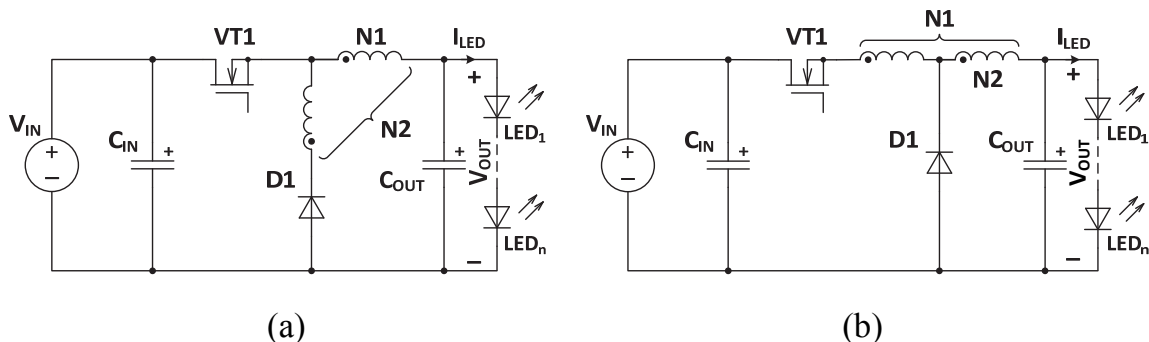 VT1
N1
I_LED
+
V_IN
+
−
C_IN
+
N2
D1
C_OUT
+
V_OUT
LED_1
LED_n
−
(a)
N1
VT1
I_LED
+
N2
V_IN
+
−
C_IN
+
D1
C_OUT
+
V_OUT
LED_1
LED_n
−
(b)